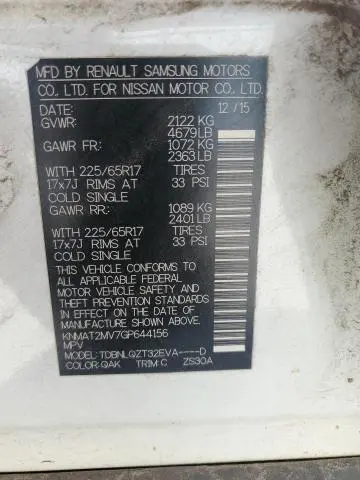 MFD BY RENAULT SAMSUNG MOTORS
CO., LTD. FOR NISSAN MOTOR CO., LTD.
DATE: 12/15
GVWR: 2122 KG
4679LB
GAWR FR: 1072 KG
2363LB
WITH 225/65R17 TIRES
17x7J RIMS AT 33 PSI
COLD SINGLE
GAWR RR: 1089 KG
2401LB
WITH 225/65R17 TIRES
17x7J RIMS AT 33 PSI
COLD SINGLE
THIS VEHICLE CONFORMS TO
ALL APPLICABLE FEDERAL
MOTOR VEHICLE SAFETY AND
THEFT PREVENTION STANDARDS
IN EFFECT ON THE DATE OF
MANUFACTURE SHOWN ABOVE.
KNMAT2MV7GP644156
MPV
MODEL: TDBNLQZT32EVA----D
COLOR:QAK TRIM:C ZS30A